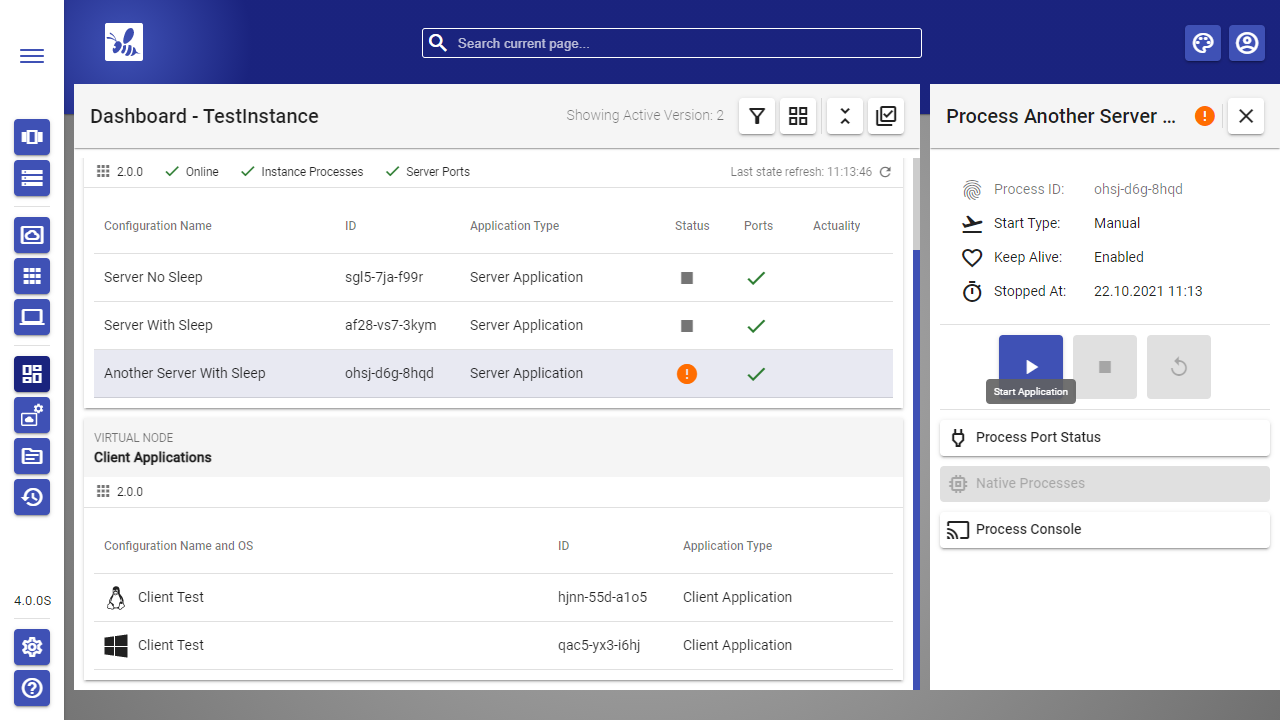 Search current page...
Dashboard - TestInstance
Showing Active Version: 2
2.0.0 Online Instance Processes Server Ports Last state refresh: 11:13:46
Configuration Name ID Application Type Status Ports Actuality
Server No Sleep sgl5-7ja-f99r Server Application
Server With Sleep af28-vs7-3kym Server Application
Another Server With Sleep ohsj-d6g-8hqd Server Application
VIRTUAL NODE
Client Applications
2.0.0
Configuration Name and OS ID Application Type
Client Test hjnn-55d-a1o5 Client Application
Client Test qac5-yx3-i6hj Client Application
Process Another Server ...
Process ID: ohsj-d6g-8hqd
Start Type: Manual
Keep Alive: Enabled
Stopped At: 22.10.2021 11:13
Start Application
Process Port Status
Native Processes
Process Console
4.0.0S